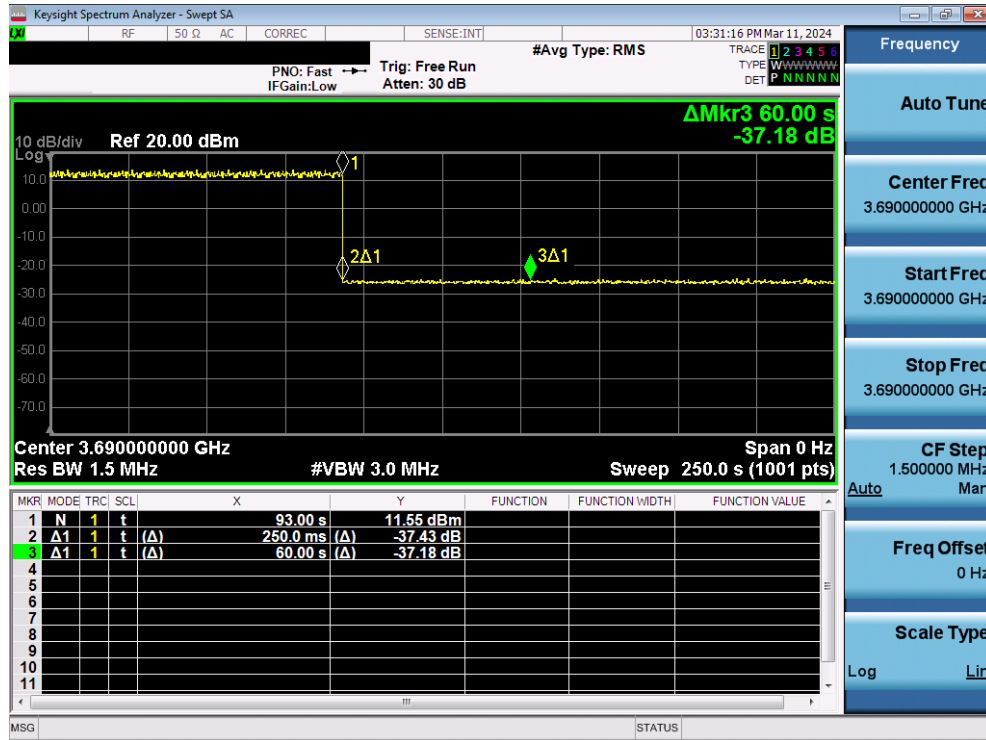 Keysight Spectrum Analyzer - Swept SA
LXI RF 50 Ω AC CORREC SENSE:INT 03:31:16 PM Mar 11, 2024
#Avg Type: RMS
TRACE 1 2 3 4 5 6
TYPE WWWWWWW
DET P N N N N N
PNO: Fast
IFGain:Low
Trig: Free Run
Atten: 30 dB
ΔMkr3 60.00 s
-37.18 dB
10 dB/div Ref 20.00 dBm
Log
10.0
0.00
-10.0
-20.0
-30.0
-40.0
-50.0
-60.0
-70.0
1
2Δ1
3Δ1
Center 3.690000000 GHz Span 0 Hz
Res BW 1.5 MHz #VBW 3.0 MHz Sweep 250.0 s (1001 pts)
MKR MODE TRC SCL X Y FUNCTION FUNCTION WIDTH FUNCTION VALUE
1 N 1 t 93.00 s 11.55 dBm
2 Δ1 1 t (Δ) 250.0 ms (Δ) -37.43 dB
3 Δ1 1 t (Δ) 60.00 s (Δ) -37.18 dB
4
5
6
7
8
9
10
11
MSG STATUS
Frequency
Auto Tune
Center Freq
3.690000000 GHz
Start Freq
3.690000000 GHz
Stop Freq
3.690000000 GHz
CF Step
1.500000 MHz
Auto Man
Freq Offset
0 Hz
Scale Type
Log Lin